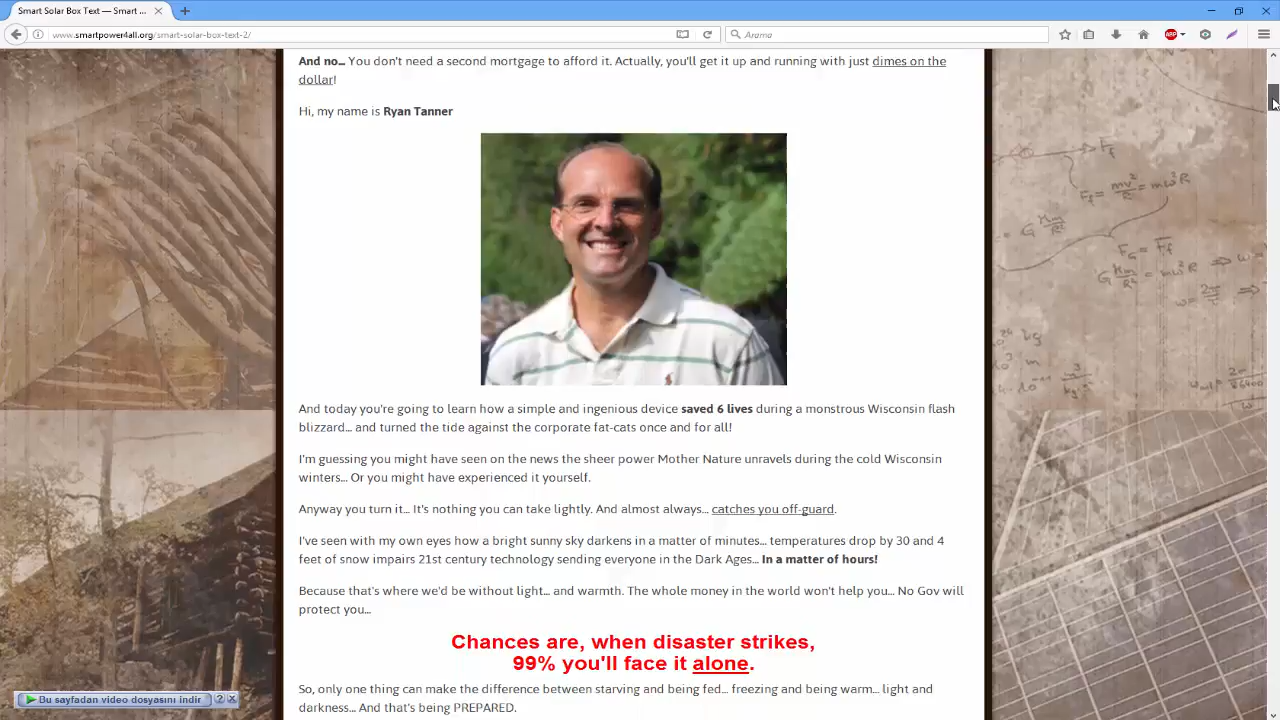 Smart Solar Box Text — Smart ...
www.smartpower4all.org/smart-solar-box-text-2/
Arama
ABP
And no... You don't need a second mortgage to afford it. Actually, you'll get it up and running with just dimes on the
dollar!
Hi, my name is Ryan Tanner
And today you're going to learn how a simple and ingenious device saved 6 lives during a monstrous Wisconsin flash
blizzard... and turned the tide against the corporate fat-cats once and for all!
I'm guessing you might have seen on the news the sheer power Mother Nature unravels during the cold Wisconsin
winters... Or you might have experienced it yourself.
Anyway you turn it... It's nothing you can take lightly. And almost always... catches you off-guard.
I've seen with my own eyes how a bright sunny sky darkens in a matter of minutes... temperatures drop by 30 and 4
feet of snow impairs 21st century technology sending everyone in the Dark Ages... In a matter of hours!
Because that's where we'd be without light... and warmth. The whole money in the world won't help you... No Gov will
protect you...
Chances are, when disaster strikes,
99% you'll face it alone.
So, only one thing can make the difference between starving and being fed... freezing and being warm... light and
darkness... And that's being PREPARED.
Bu sayfadan video dosyasını indir